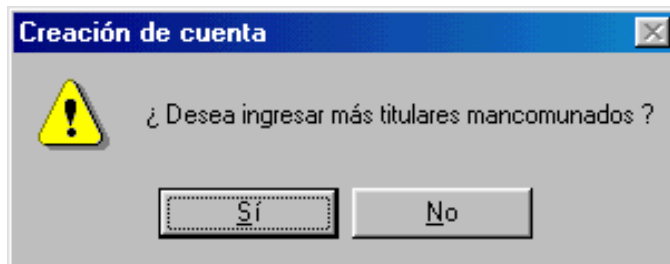 Creación de cuenta
¿ Desea ingresar más titulares mancomunados ?
Sí No